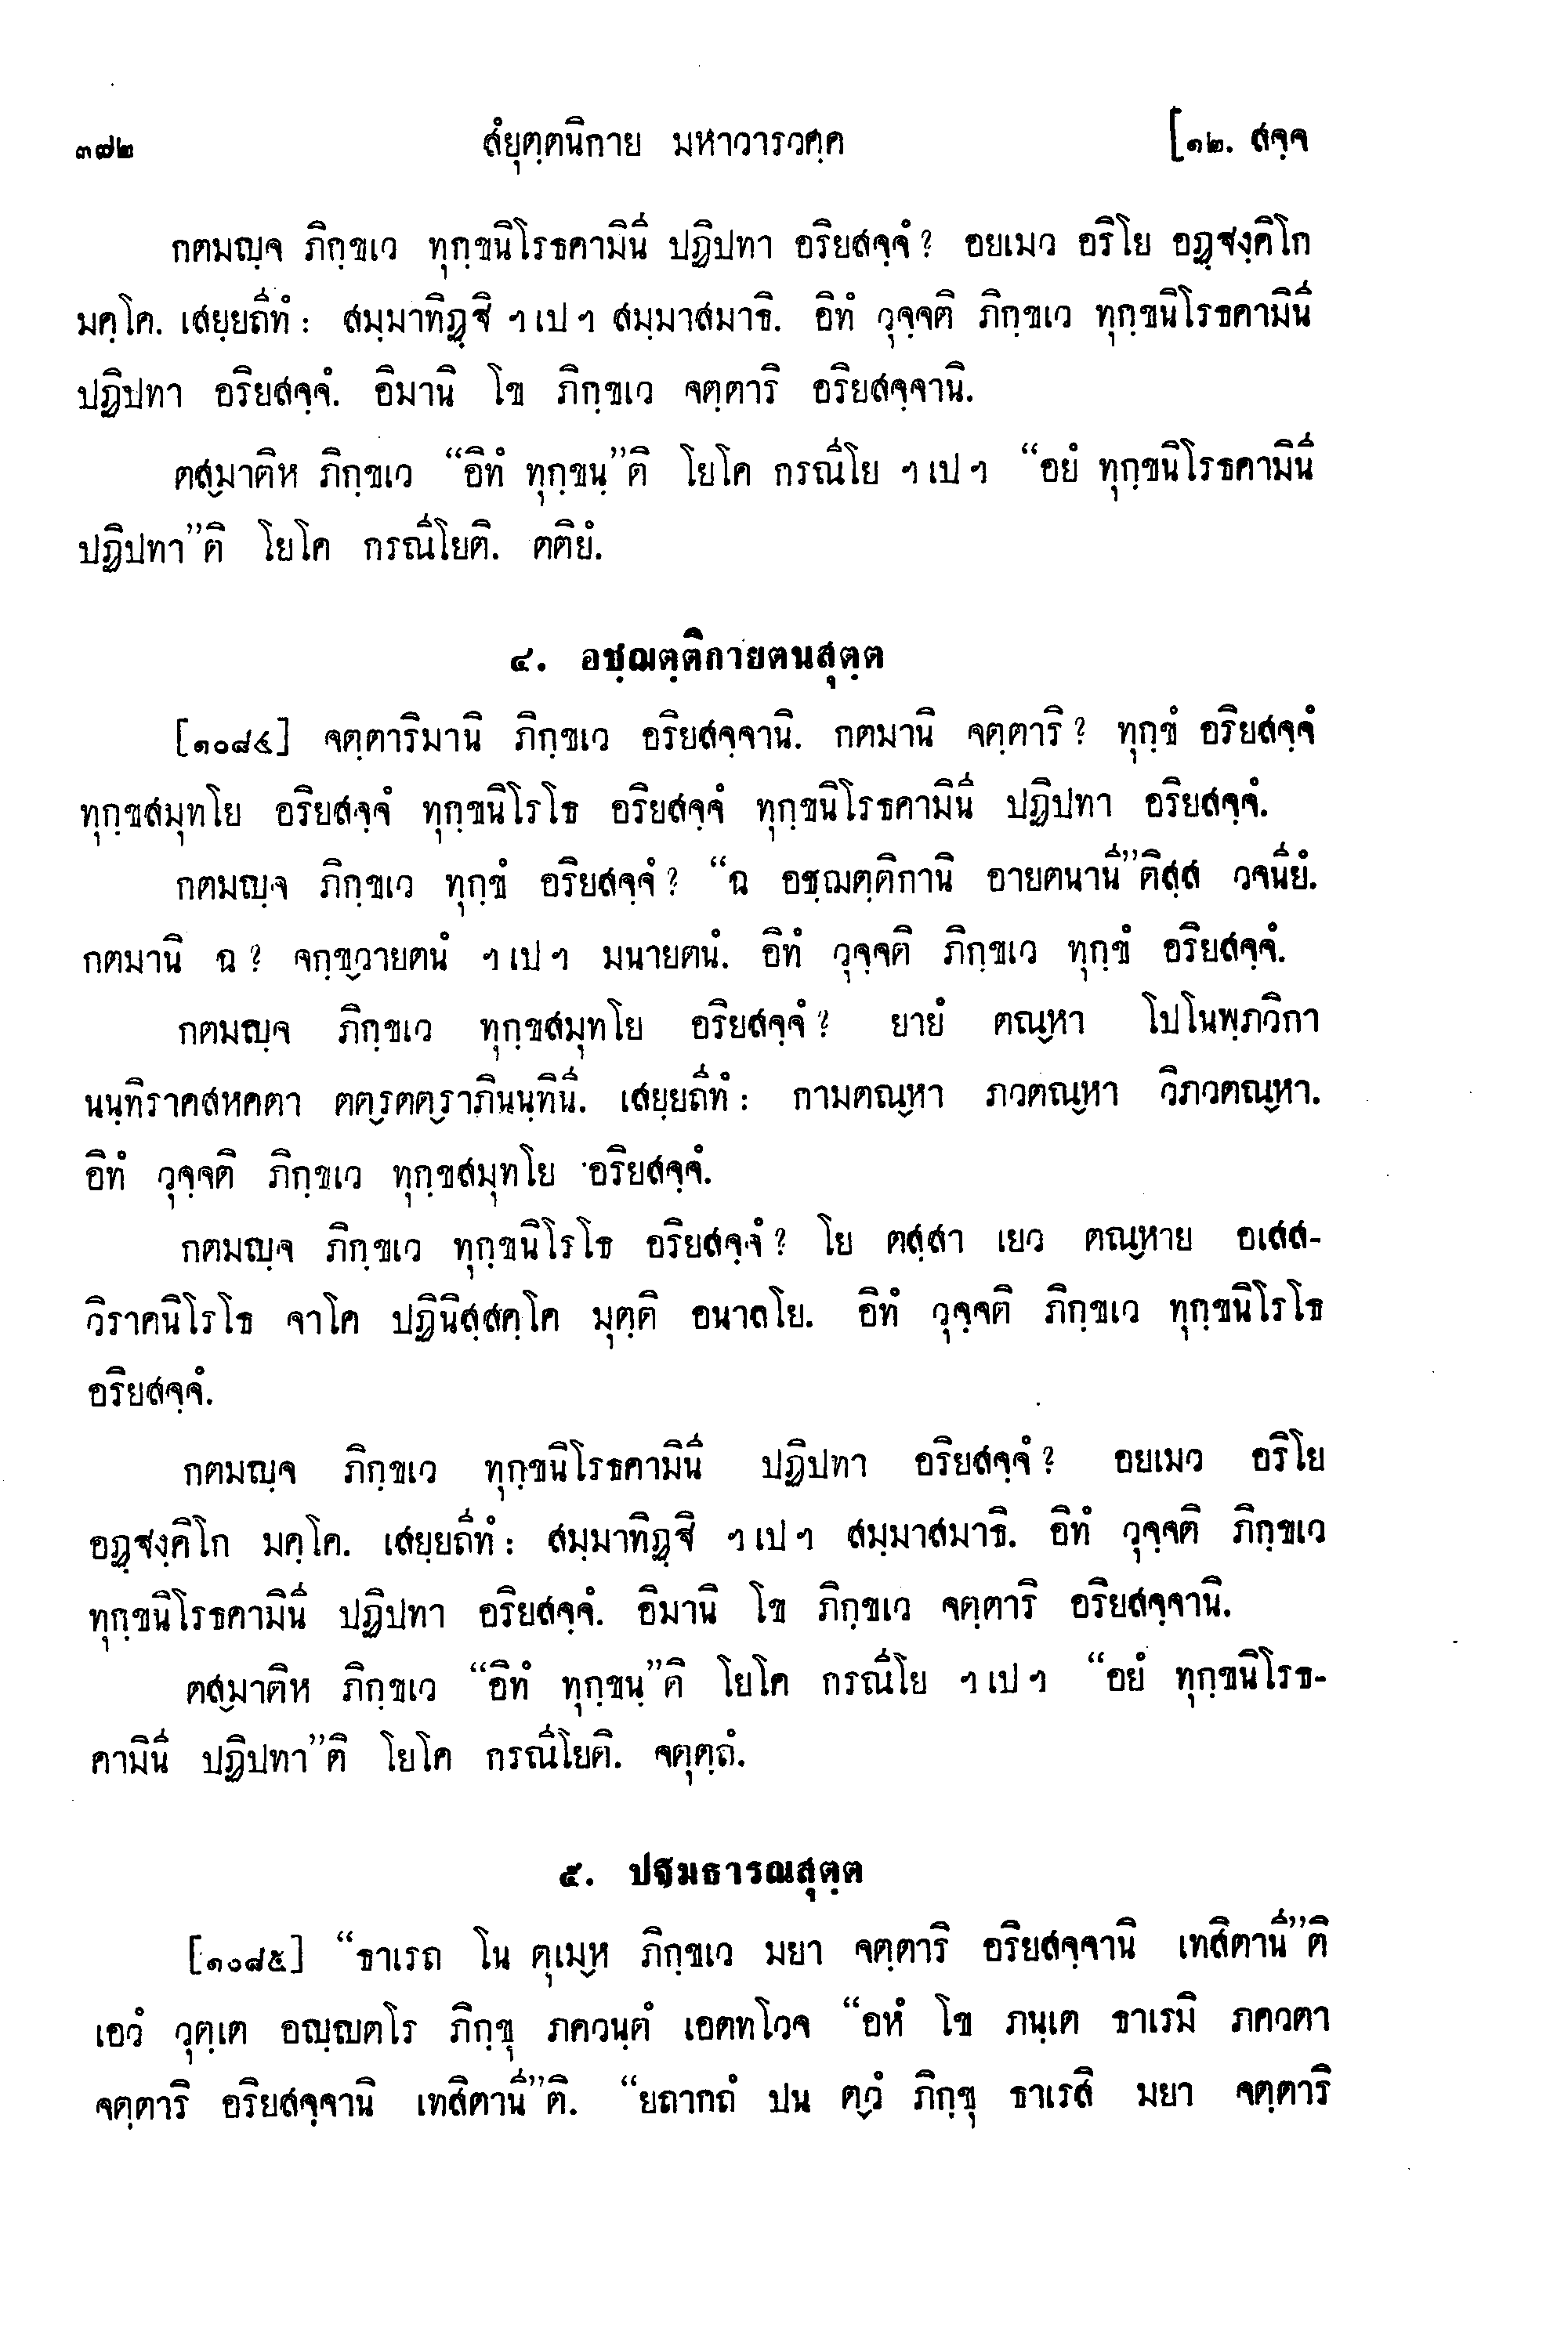 ๓๗๒ สํยุตฺตนิกาย มหาวารวคฺค [๑๒. สจฺจ
กตมญฺจ ภิกฺขเว ทุกฺขนิโรธคามินี ปฏิปทา อริยสจฺจํ? อยเมว อริโย อฏฺฐงฺคิโก
มคฺโค. เสยฺยถีทํ: สมฺมาทิฏฺฐิ ฯเปฯ สมฺมาสมาธิ. อิทํ วุจฺจติ ภิกฺขเว ทุกฺขนิโรธคามินี
ปฏิปทา อริยสจฺจํ. อิมานิ โข ภิกฺขเว จตฺตาริ อริยสจฺจานิ.
ตสฺมาติห ภิกฺขเว “อิทํ ทุกฺขนฺ”ติ โยโค กรณีโย ฯเปฯ “อยํ ทุกฺขนิโรธคามินี
ปฏิปทา”ติ โยโค กรณีโยติ. ตติยํ.
๔. อชฺฌตฺติกายตนสุตฺต
[๑๐๘๔] จตฺตาริมานิ ภิกฺขเว อริยสจฺจานิ. กตมานิ จตฺตาริ? ทุกฺขํ อริยสจฺจํ
ทุกฺขสมุทโย อริยสจฺจํ ทุกฺขนิโรโธ อริยสจฺจํ ทุกฺขนิโรธคามินี ปฏิปทา อริยสจฺจํ.
กตมญฺจ ภิกฺขเว ทุกฺขํ อริยสจฺจํ? “ฉ อชฺฌตฺติกานิ อายตนานี”ติสฺส วจนียํ.
กตมานิ ฉ? จกฺขฺวายตนํ ฯเปฯ มนายตนํ. อิทํ วุจฺจติ ภิกฺขเว ทุกฺขํ อริยสจฺจํ.
กตมญฺจ ภิกฺขเว ทุกฺขสมุทโย อริยสจฺจํ? ยายํ ตณฺหา โปโนพฺภวิกา
นนฺทิราคสหคตา ตตฺรตตฺราภินนฺทินี. เสยฺยถีทํ: กามตณฺหา ภวตณฺหา วิภวตณฺหา.
อิทํ วุจฺจติ ภิกฺขเว ทุกฺขสมุทโย อริยสจฺจํ.
กตมญฺจ ภิกฺขเว ทุกฺขนิโรโธ อริยสจฺจํ? โย ตสฺสา เยว ตณฺหาย อเสส-
วิราคนิโรโธ จาโค ปฏินิสฺสคฺโค มุตฺติ อนาลโย. อิทํ วุจฺจติ ภิกฺขเว ทุกฺขนิโรโธ
อริยสจฺจํ.
กตมญฺจ ภิกฺขเว ทุกฺขนิโรธคามินี ปฏิปทา อริยสจฺจํ? อยเมว อริโย
อฏฺฐงฺคิโก มคฺโค. เสยฺยถีทํ: สมฺมาทิฏฺฐิ ฯเปฯ สมฺมาสมาธิ. อิทํ วุจฺจติ ภิกฺขเว
ทุกฺขนิโรธคามินี ปฏิปทา อริยสจฺจํ. อิมานิ โข ภิกฺขเว จตฺตาริ อริยสจฺจานิ.
ตสฺมาติห ภิกฺขเว “อิทํ ทุกฺขนฺ”ติ โยโค กรณีโย ฯเปฯ “อยํ ทุกฺขนิโรธ-
คามินี ปฏิปทา”ติ โยโค กรณีโยติ. จตุตฺถํ.
๕. ปฐมธารณสุตฺต
[๑๐๘๕] “ธาเรถ โน ตุเมฺห ภิกฺขเว มยา จตฺตาริ อริยสจฺจานิ เทสิตานี”ติ
เอวํ วุตฺเต อญฺญตโร ภิกฺขุ ภควนฺตํ เอตทโวจ “อหํ โข ภนฺเต ธาเรมิ ภควตา
จตฺตาริ อริยสจฺจานิ เทสิตานี”ติ. “ยถากถํ ปน ตฺวํ ภิกฺขุ ธาเรสิ มยา จตฺตาริ